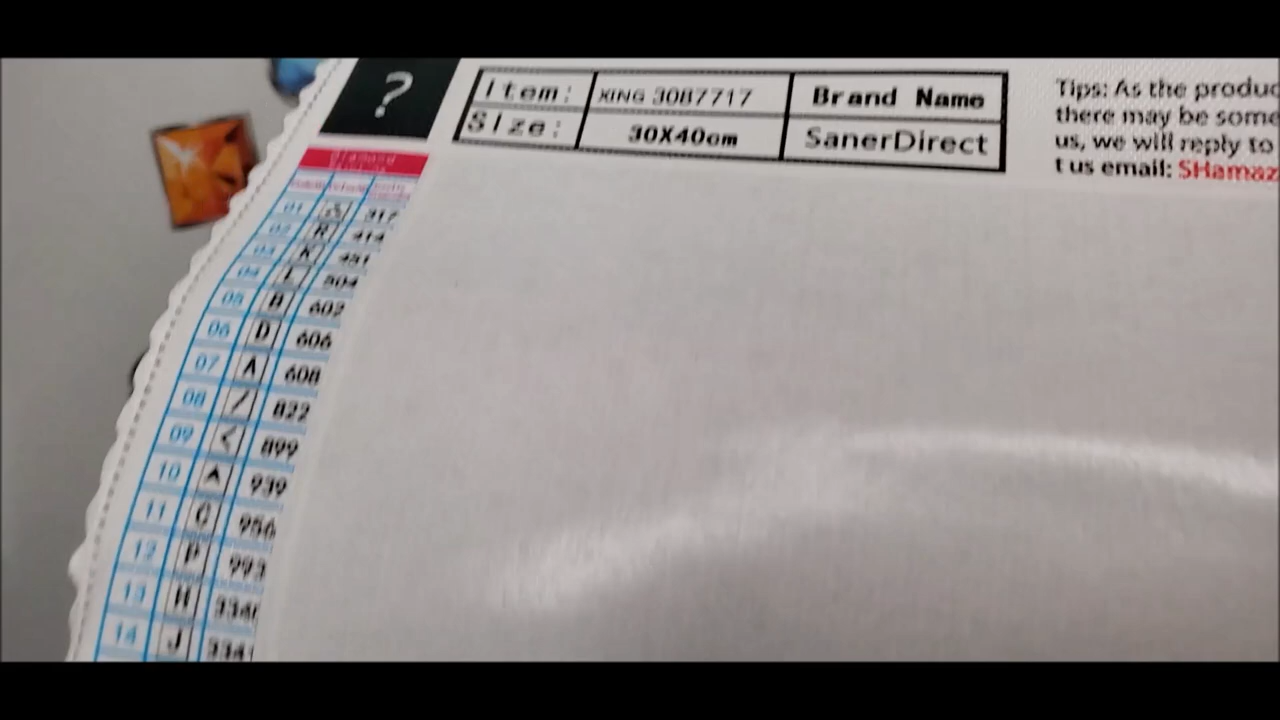 ?
Item: XING 3087717 Brand Name
Size: 30X40cm SanerDirect
Tips: As the produc
there may be some
us, we will reply to
t us email: SHamaz
01 317
02 R 414
03 K 451
04 L 504
05 B 602
06 D 606
07 A 608
08 / 822
09 < 899
10 ^ 939
11 C 956
12 P 993
13 H 334
14 J 334